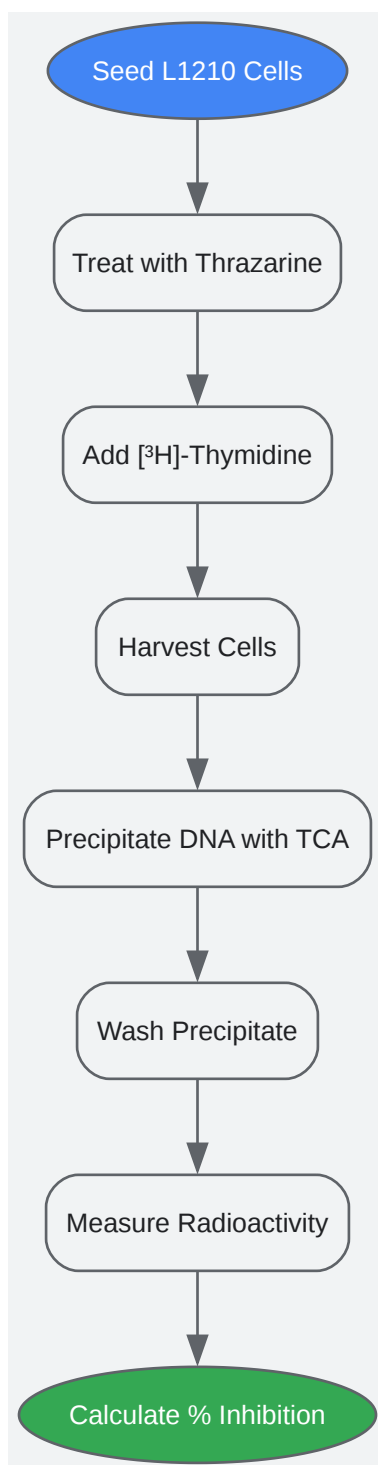 Seed L1210 Cells
Treat with Thrazarine
Add [³H]-Thymidine
Harvest Cells
Precipitate DNA with TCA
Wash Precipitate
Measure Radioactivity
Calculate % Inhibition